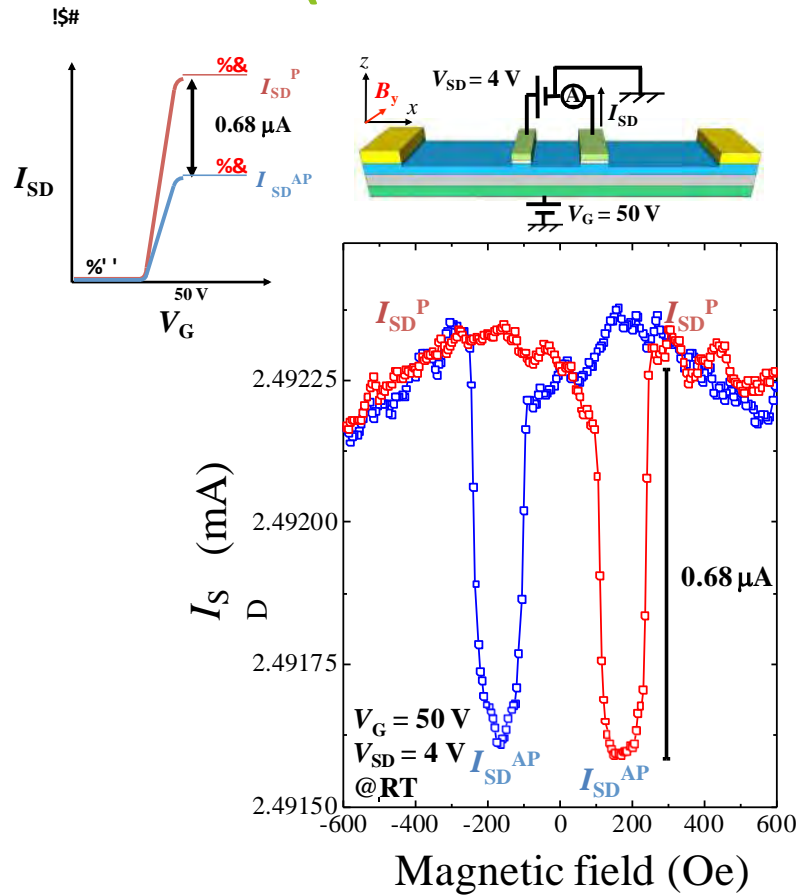 !$#
%&
I_SD^P
0.68 μA
%&
I_SD^AP
I_SD
%' '
50 V
V_G
z
B_y
x
V_SD = 4 V
A
I_SD
V_G = 50 V
I_SD^P
I_SD^P
2.49225
2.49200
2.49175
2.49150
I_S D (mA)
0.68 μA
V_G = 50 V
V_SD = 4 V
@RT
I_SD^AP
I_SD^AP
-600 -400 -200 0 200 400 600
Magnetic field (Oe)